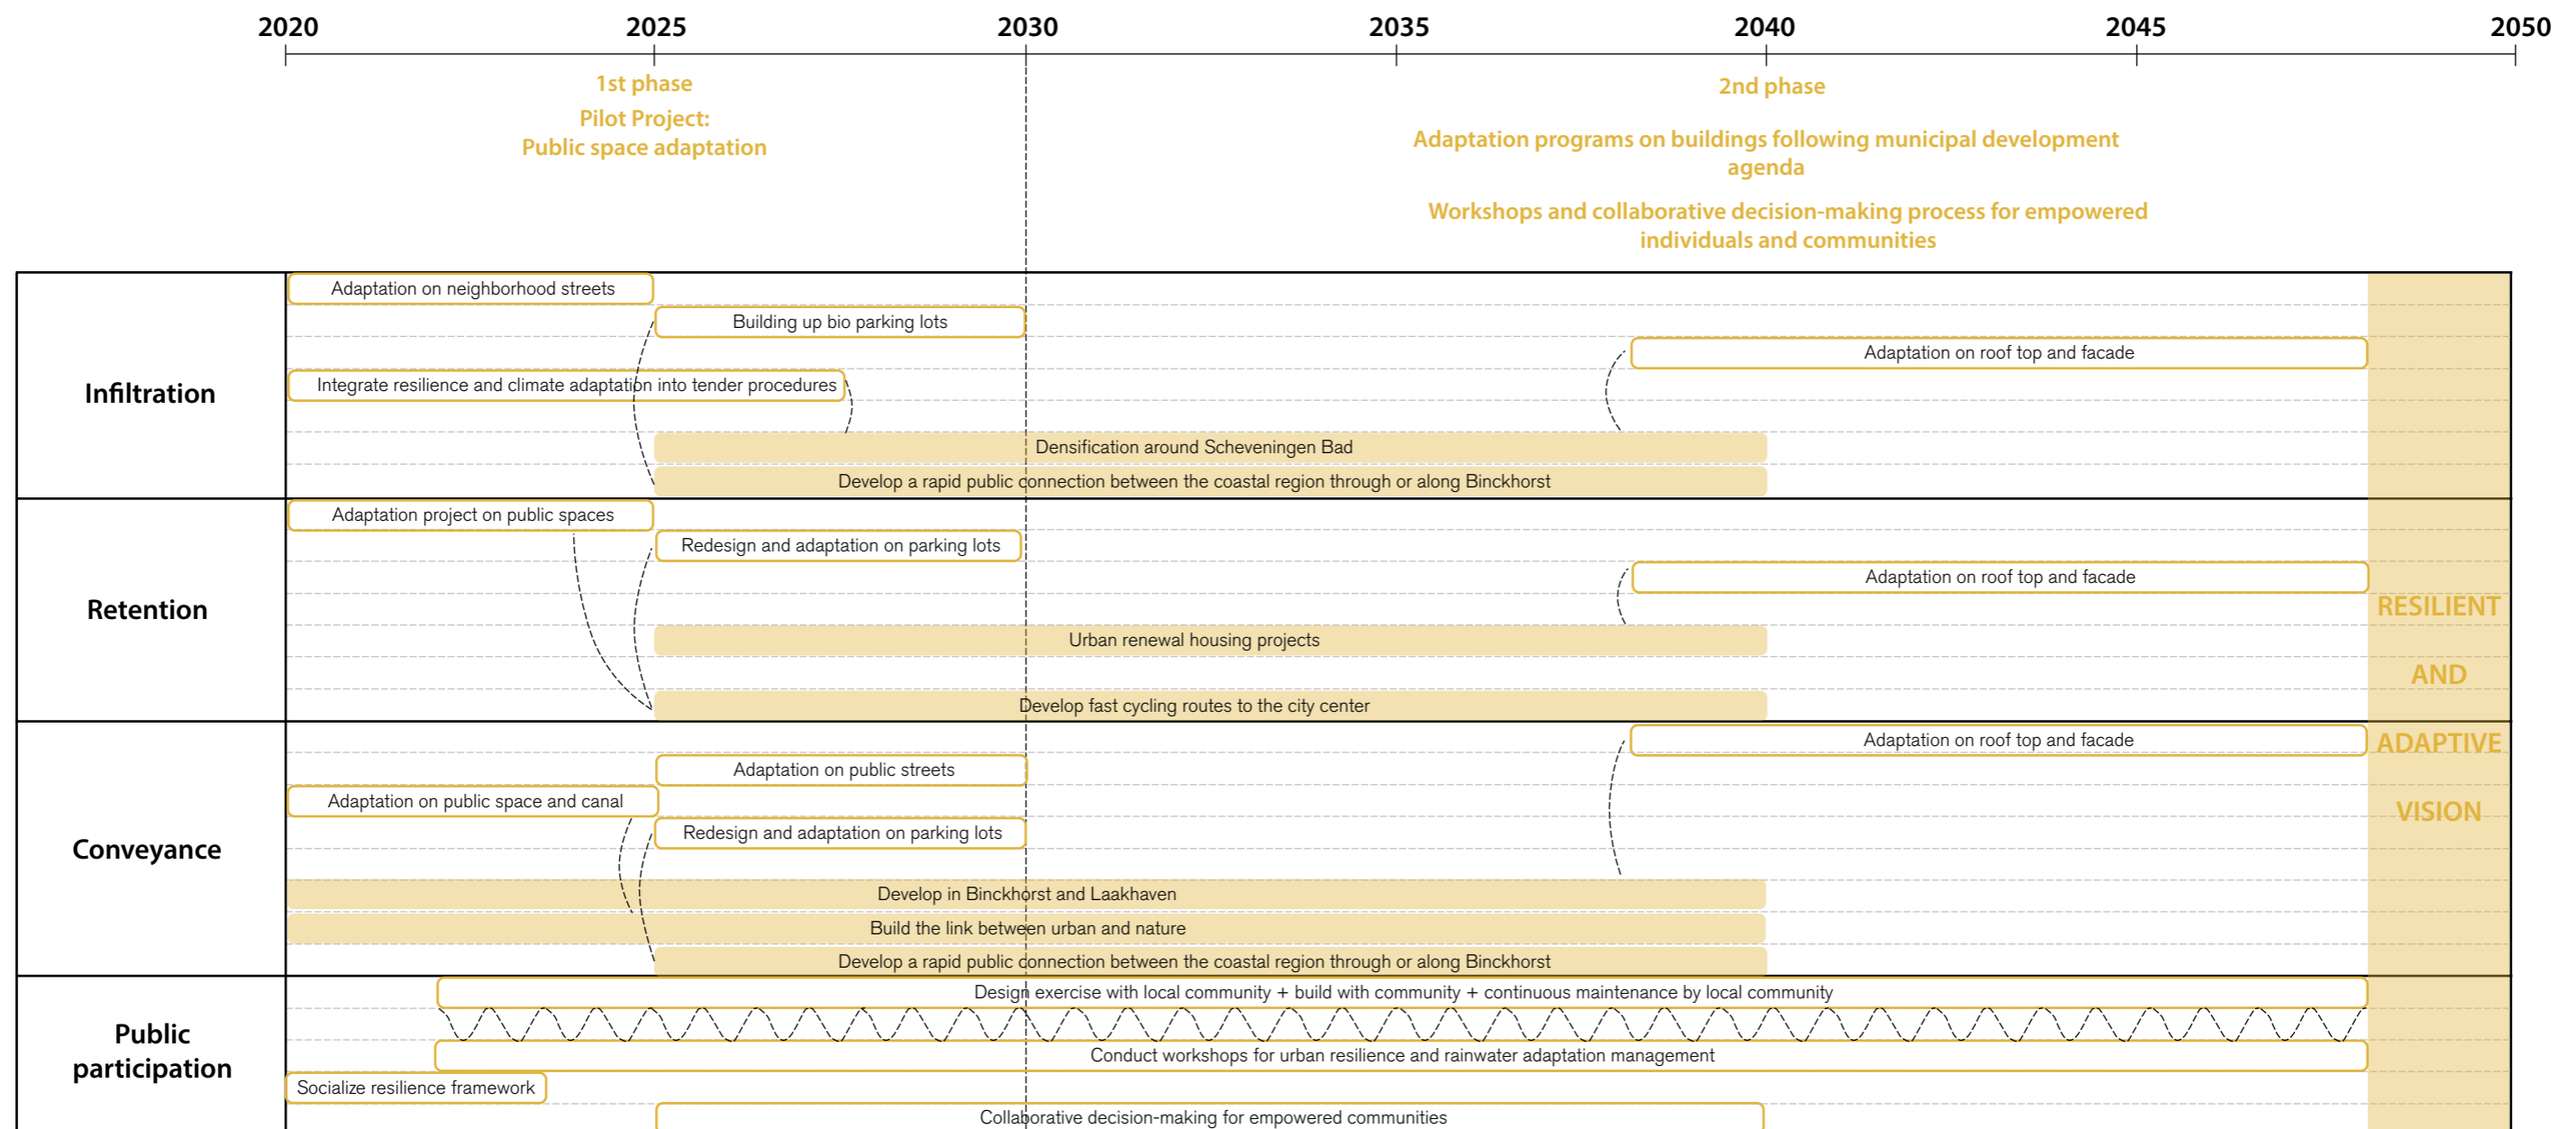 2020 2025 2030 2035 2040 2045 2050
1st phase
Pilot Project:
Public space adaptation
2nd phase
Adaptation programs on buildings following municipal development
agenda
Workshops and collaborative decision-making process for empowered
individuals and communities
Infiltration
Adaptation on neighborhood streets
Building up bio parking lots
Adaptation on roof top and facade
Integrate resilience and climate adaptation into tender procedures
Densification around Scheveningen Bad
Develop a rapid public connection between the coastal region through or along Binckhorst
Retention
Adaptation project on public spaces
Redesign and adaptation on parking lots
Adaptation on roof top and facade
Urban renewal housing projects
Develop fast cycling routes to the city center
Conveyance
Adaptation on roof top and facade
Adaptation on public streets
Adaptation on public space and canal
Redesign and adaptation on parking lots
Develop in Binckhorst and Laakhaven
Build the link between urban and nature
Develop a rapid public connection between the coastal region through or along Binckhorst
Public
participation
Design exercise with local community + build with community + continuous maintenance by local community
Conduct workshops for urban resilience and rainwater adaptation management
Socialize resilience framework
Collaborative decision-making for empowered communities
RESILIENT
AND
ADAPTIVE
VISION